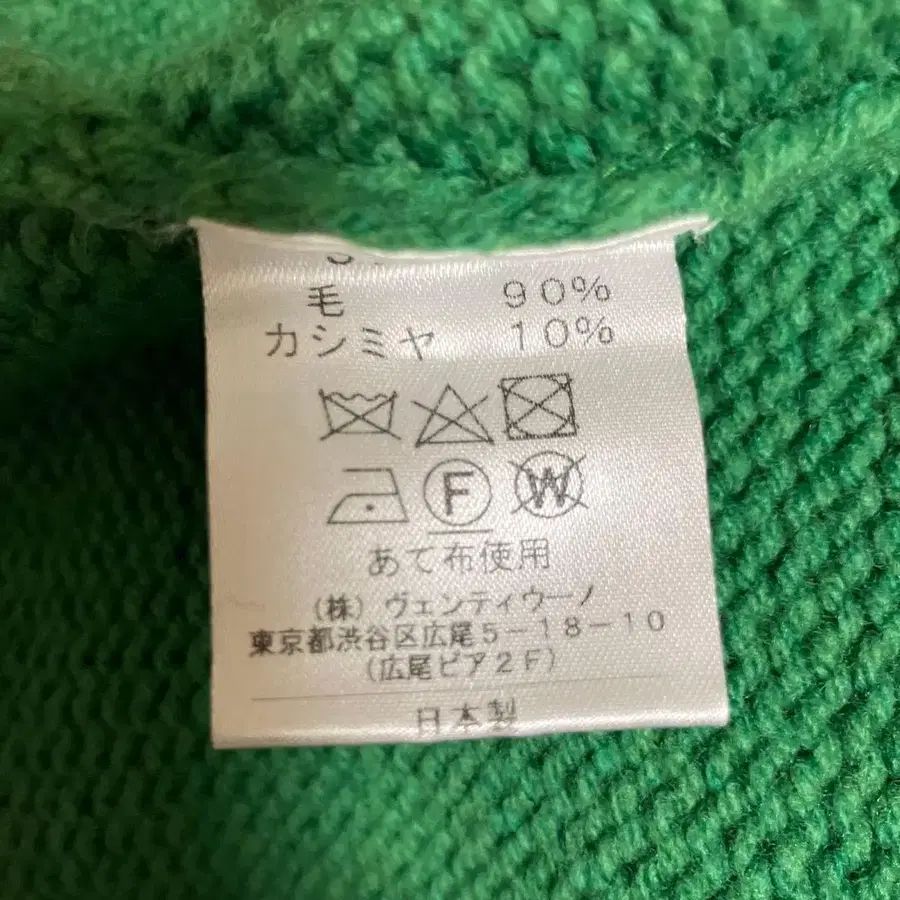 毛 90%
カシミヤ 10%
F W
あて布使用
(株) ヴェンティウーノ
東京都渋谷区広尾5-18-10
(広尾ピア2F)
日本製